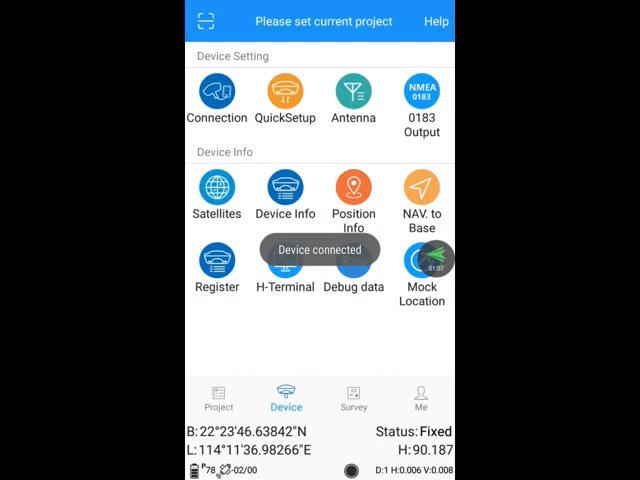 Please set current project
Help
Device Setting
NMEA
0183
Connection
QuickSetup
Antenna
0183
Output
Device Info
Satellites
Device Info
Position
Info
NAV. to
Base
Device connected
01:07
Register
H-Terminal
Debug data
Mock
Location
Project
Device
Survey
Me
B:22°23'46.63842"N
Status:Fixed
L:114°11'36.98266"E
H:90.187
P78
-02/00
D:1 H:0.006 V:0.008